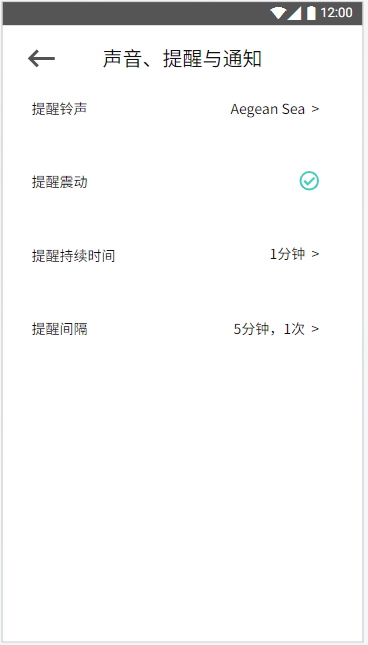 12:00
声音、提醒与通知
提醒铃声 Aegean Sea >
提醒震动
提醒持续时间 1分钟 >
提醒间隔 5分钟，1次 >